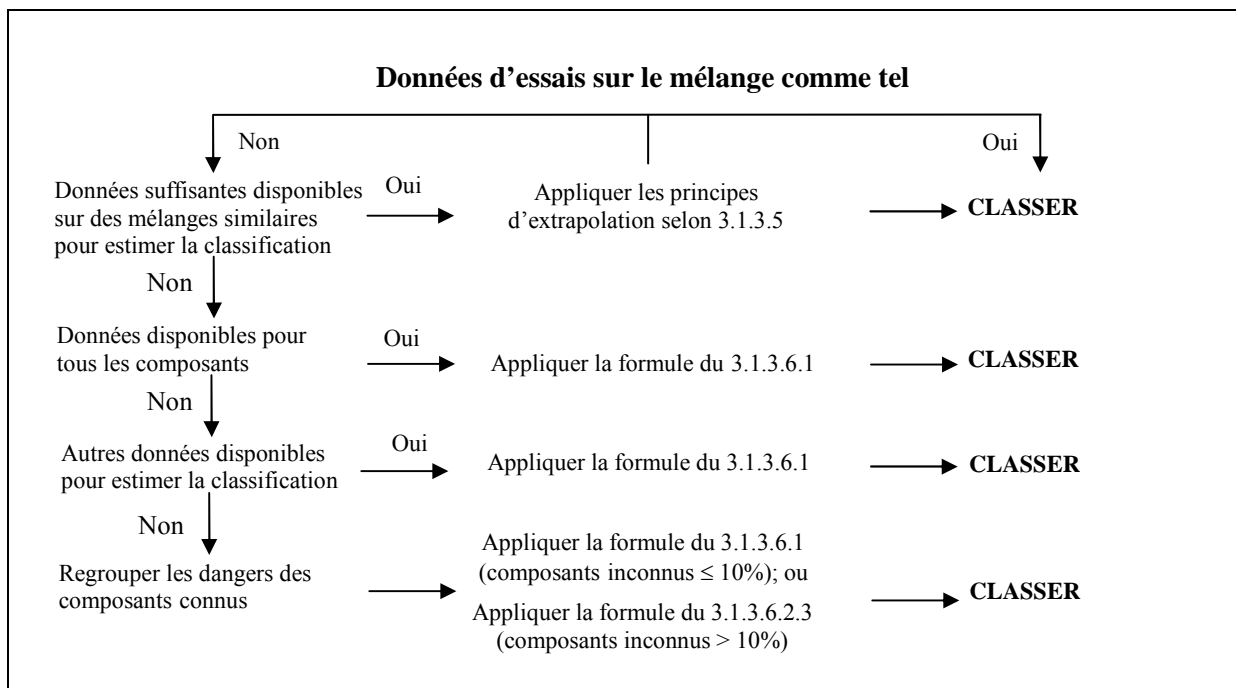 Données d’essais sur le mélange comme tel
Non
Oui
Données suffisantes disponibles
sur des mélanges similaires
pour estimer la classification
Oui
Appliquer les principes
d’extrapolation selon 3.1.3.5
CLASSER
Non
Données disponibles pour
tous les composants
Oui
Appliquer la formule du 3.1.3.6.1
CLASSER
Non
Autres données disponibles
pour estimer la classification
Oui
Appliquer la formule du 3.1.3.6.1
CLASSER
Non
Regrouper les dangers des
composants connus
Appliquer la formule du 3.1.3.6.1
(composants inconnus ≤ 10%); ou
Appliquer la formule du 3.1.3.6.2.3
(composants inconnus > 10%)
CLASSER